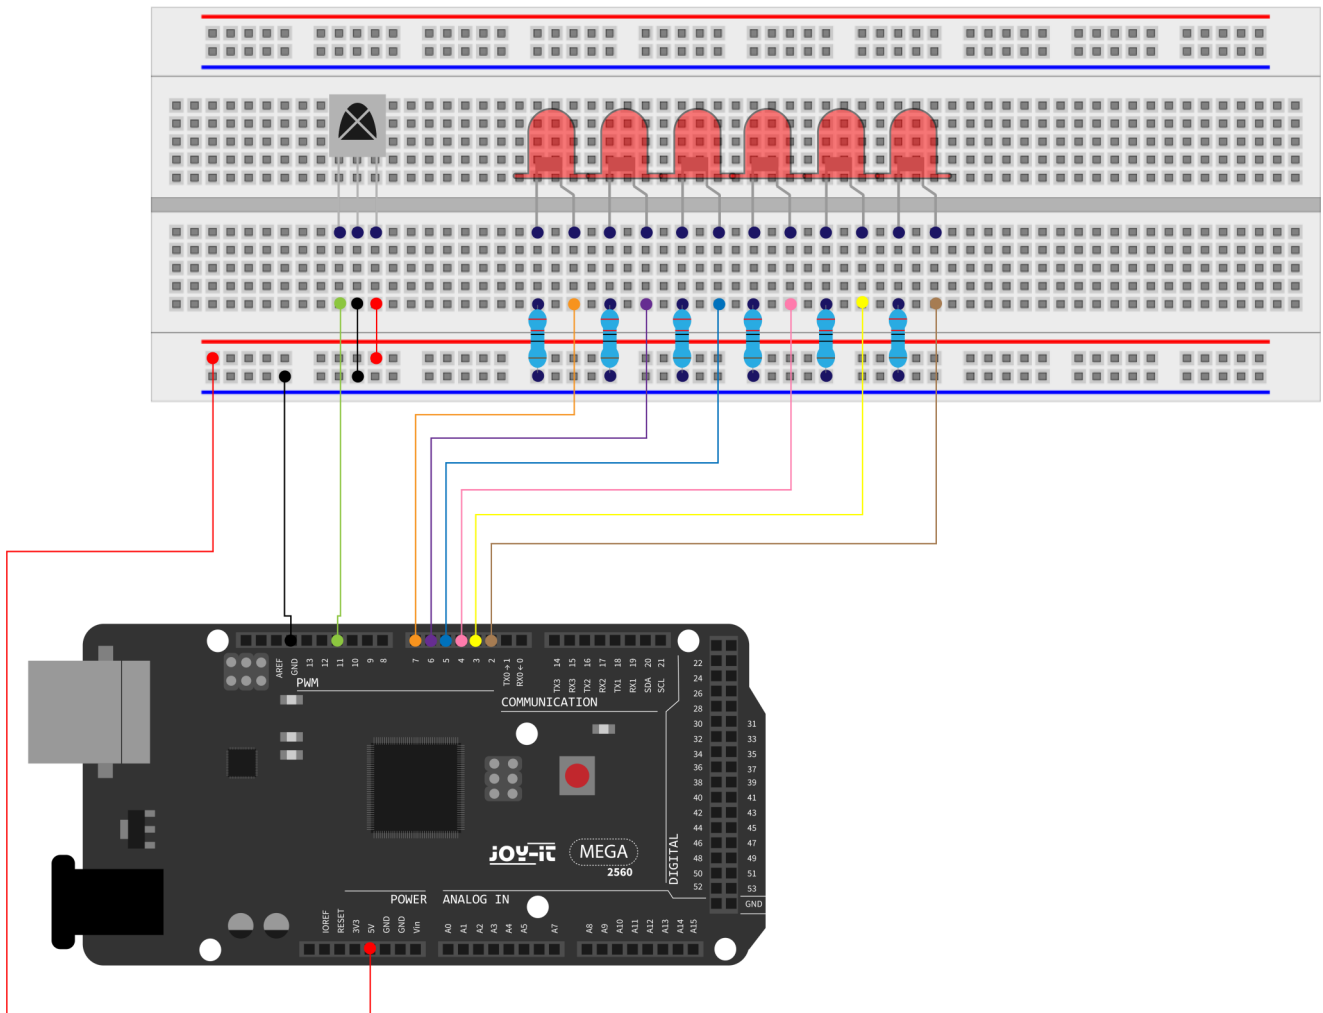 AREF GND 13 12 11 10 9 8 7 6 5 4 3 2 TX0→1 RX0←0
TX3 14 RX3 15 TX2 16 RX2 17 TX1 18 RX1 19 SDA 20 SCL 21
PWM
COMMUNICATION
22
24
26
28
30 31
32 33
34 35
36 37
38 39
40 41
42 43
44 45
46 47
48 49
50 51
52 53
GND
DIGITAL
JOY-iT
MEGA
2560
POWER
ANALOG IN
IOREF RESET 3V3 5V GND GND Vin
A0 A1 A2 A3 A4 A5 A7
A8 A9 A10 A11 A12 A13 A14 A15